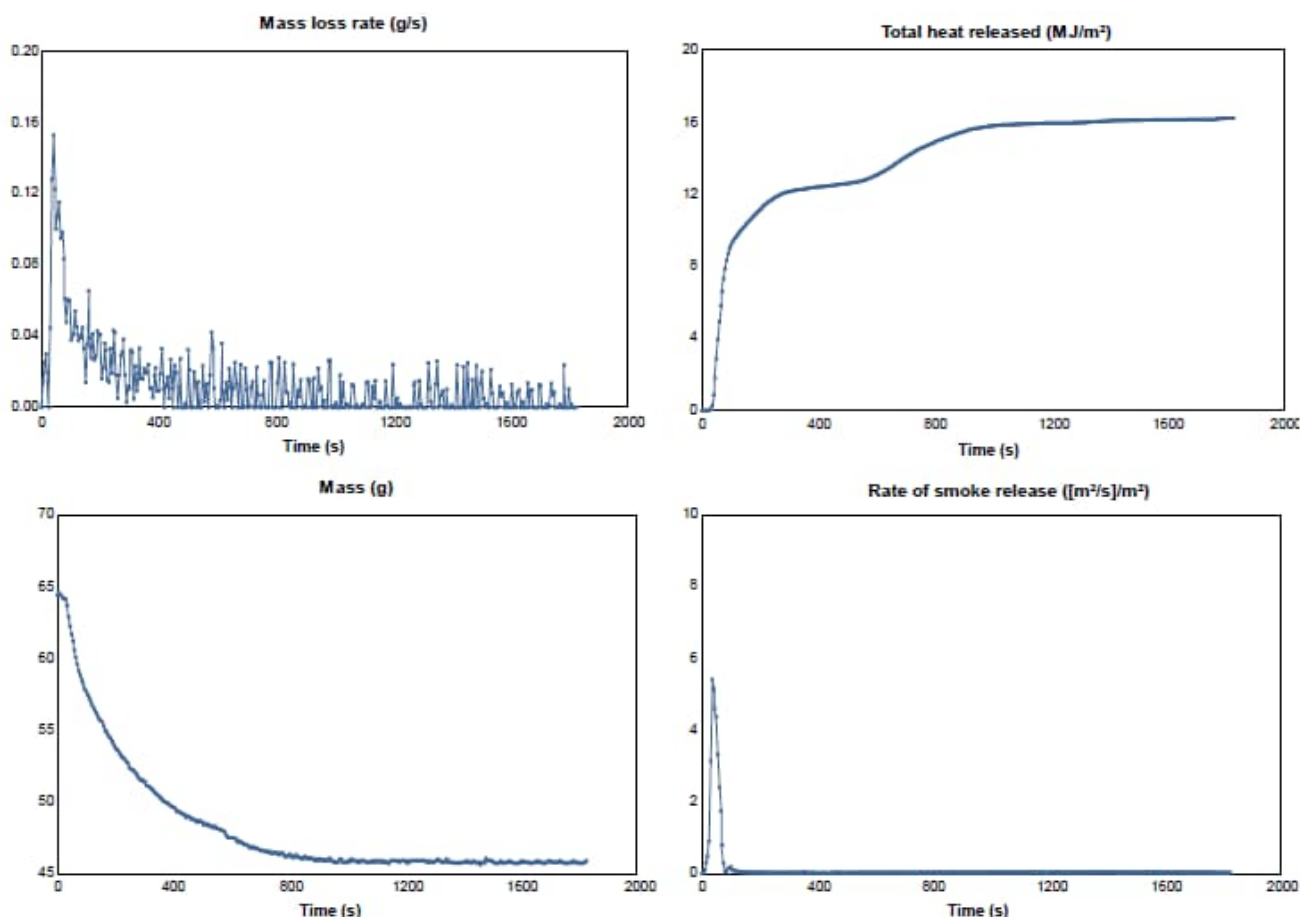 Mass loss rate (g/s)
0.20
0.16
0.12
0.08
0.04
0.00
0 400 800 1200 1600 2000
Time (s)
Total heat released (MJ/m²)
20
16
12
8
4
0
0 400 800 1200 1600 2000
Time (s)
Mass (g)
70
65
60
55
50
45
0 400 800 1200 1600 2000
Time (s)
Rate of smoke release ([m²/s]/m²)
10
8
6
4
2
0
0 400 800 1200 1600 2000
Time (s)